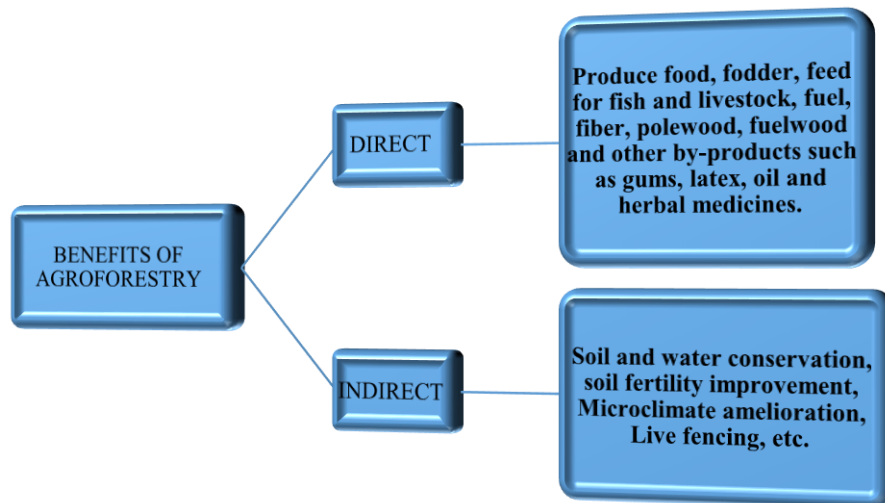 BENEFITS OF
AGROFORESTRY
DIRECT
Produce food, fodder, feed
for fish and livestock, fuel,
fiber, polewood, fuelwood
and other by-products such
as gums, latex, oil and
herbal medicines.
INDIRECT
Soil and water conservation,
soil fertility improvement,
Microclimate amelioration,
Live fencing, etc.